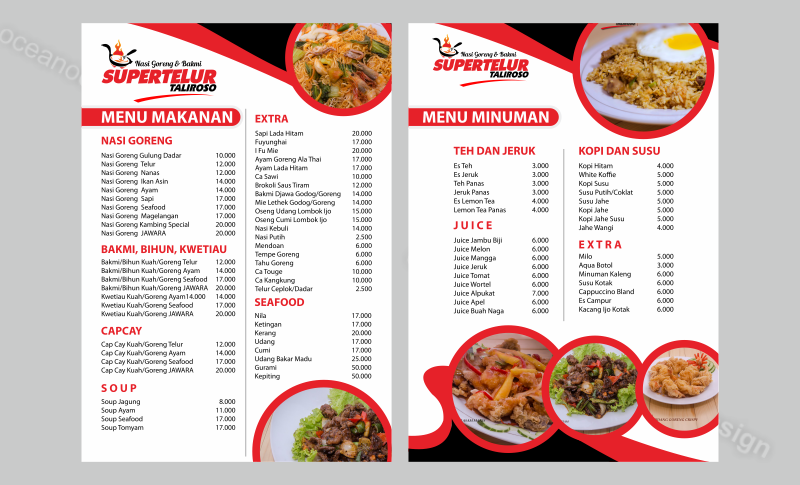 Nasi Goreng & Bakmi
SUPERTELUR
TALIROSO
MENU MAKANAN
NASI GORENG
Nasi Goreng Gulung Dadar 10.000
Nasi Goreng Telur 12.000
Nasi Goreng Nanas 12.000
Nasi Goreng Ikan Asin 14.000
Nasi Goreng Ayam 14.000
Nasi Goreng Sapi 17.000
Nasi Goreng Seafood 17.000
Nasi Goreng Magelangan 17.000
Nasi Goreng Kambing Special 20.000
Nasi Goreng JAWARA 20.000
BAKMI, BIHUN, KWETIAU
Bakmi/Bihun Kuah/Goreng Telur 12.000
Bakmi/Bihun Kuah/Goreng Ayam 14.000
Bakmi/Bihun Kuah/Goreng Seafood 17.000
Bakmi/Bihun Kuah/Goreng JAWARA 20.000
Kwetiau Kuah/Goreng Ayam14.000 14.000
Kwetiau Kuah/Goreng Seafood 17.000
Kwetiau Kuah/Goreng JAWARA 20.000
CAPCAY
Cap Cay Kuah/Goreng Telur 12.000
Cap Cay Kuah/Goreng Ayam 14.000
Cap Cay Kuah/Goreng Seafood 17.000
Cap Cay Kuah/Goreng JAWARA 20.000
SOUP
Soup Jagung 8.000
Soup Ayam 11.000
Soup Seafood 17.000
Soup Tomyam 17.000
EXTRA
Sapi Lada Hitam 20.000
Fuyunghai 17.000
I Fu Mie 20.000
Ayam Goreng Ala Thai 17.000
Ayam Lada Hitam 17.000
Ca Sawi 10.000
Brokoli Saus Tiram 12.000
Bakmi Djawa Godog/Goreng 14.000
Mie Lethek Godog/Goreng 14.000
Oseng Udang Lombok Ijo 15.000
Oseng Cumi Lombok Ijo 15.000
Nasi Kebuli 14.000
Nasi Putih 2.500
Mendoan 6.000
Tempe Goreng 6.000
Tahu Goreng 6.000
Ca Touge 10.000
Ca Kangkung 10.000
Telur Ceplok/Dadar 2.500
SEAFOOD
Nila 17.000
Ketingan 17.000
Kerang 20.000
Udang 17.000
Cumi 17.000
Udang Bakar Madu 25.000
Gurami 50.000
Kepiting 50.000
Nasi Goreng & Bakmi
SUPERTELUR
TALIROSO
MENU MINUMAN
TEH DAN JERUK
Es Teh 3.000
Es Jeruk 3.000
Teh Panas 3.000
Jeruk Panas 3.000
Es Lemon Tea 4.000
Lemon Tea Panas 4.000
JUICE
Juice Jambu Biji 6.000
Juice Melon 6.000
Juice Mangga 6.000
Juice Jeruk 6.000
Juice Tomat 6.000
Juice Wortel 6.000
Juice Alpukat 7.000
Juice Apel 6.000
Juice Buah Naga 6.000
KOPI DAN SUSU
Kopi Hitam 4.000
White Koffie 5.000
Kopi Susu 5.000
Susu Putih/Coklat 5.000
Susu Jahe 5.000
Kopi Jahe 5.000
Kopi Jahe Susu 5.000
Jahe Wangi 4.000
EXTRA
Milo 5.000
Aqua Botol 3.000
Minuman Kaleng 6.000
Susu Kotak 6.000
Cappuccino Bland 6.000
Es Campur 6.000
Kacang Ijo Kotak 6.000